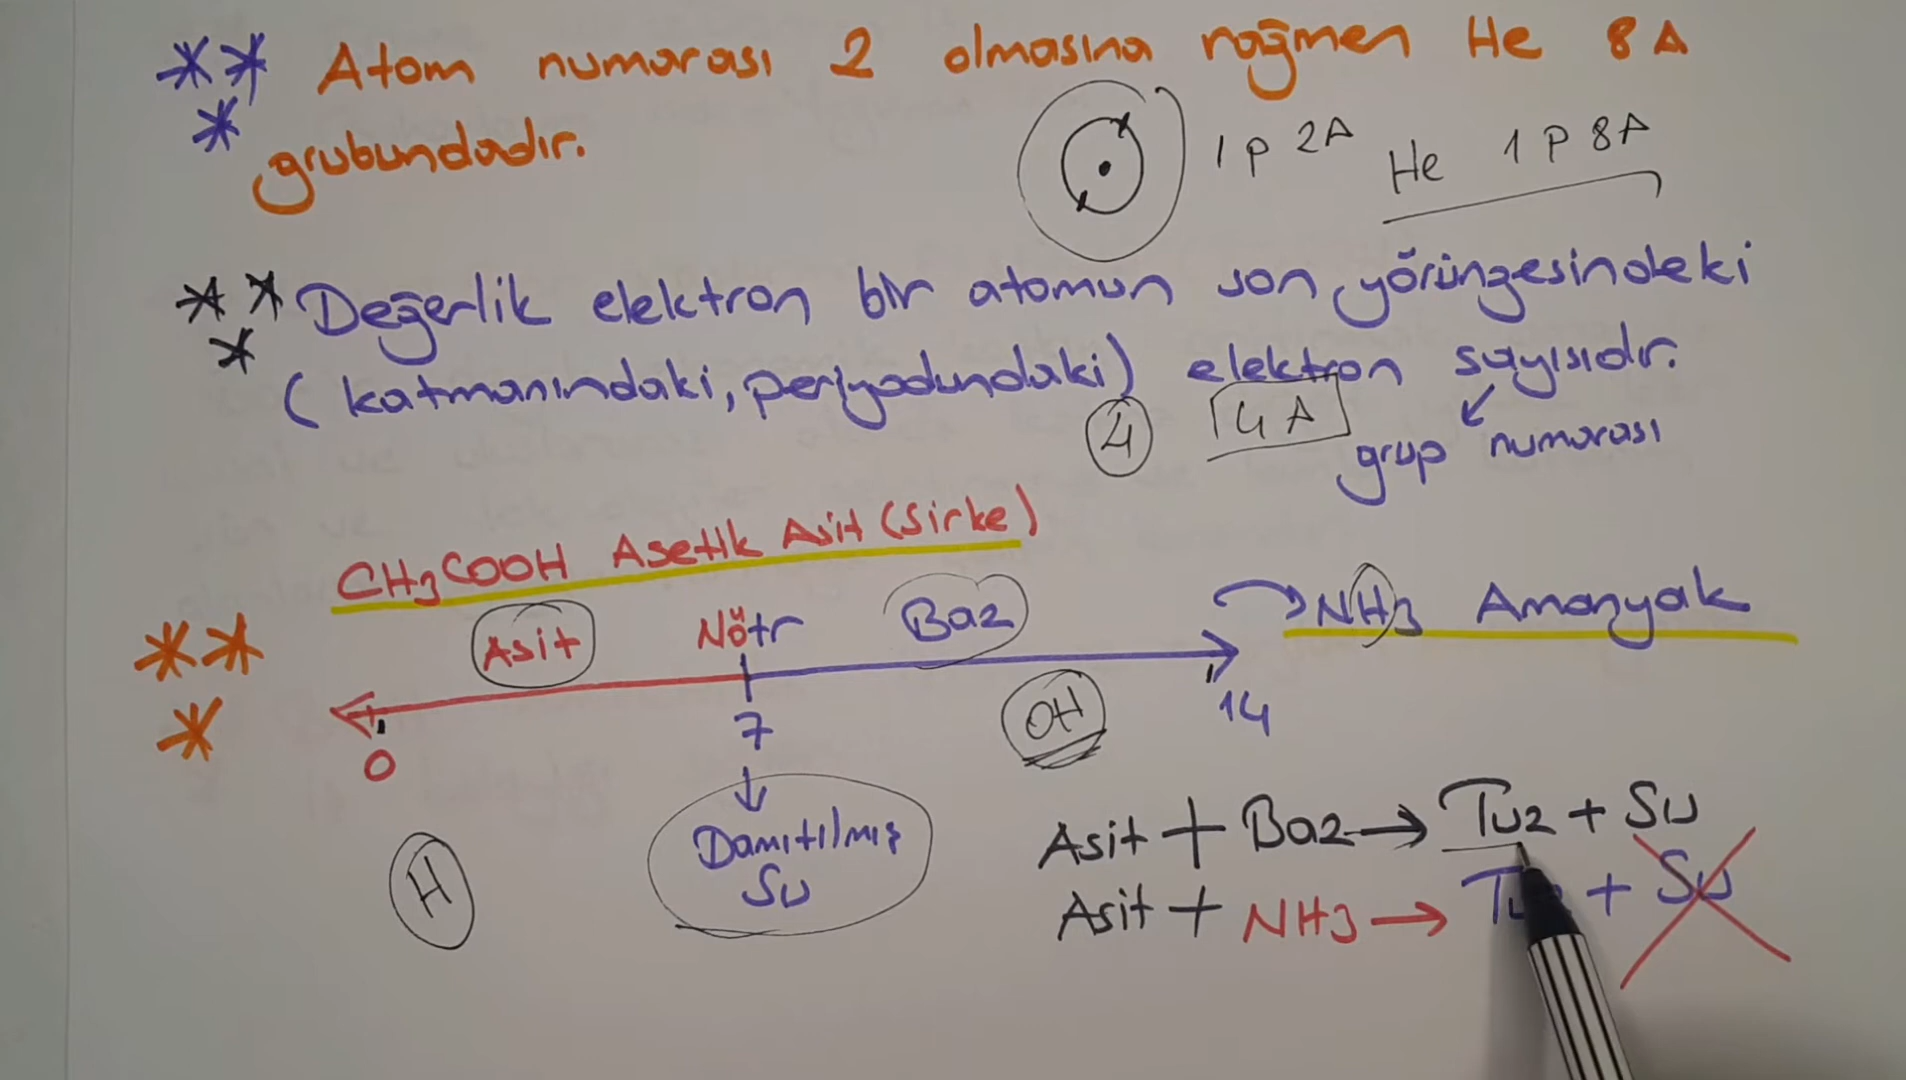 Atom numarası 2 olmasına rağmen He 8A
grubundadır.
1 p 2A
He 1 P 8A
Değerlik elektron bir atomun son yörüngesindeki
(katmanındaki, periyodundaki) elektron sayısıdır.
4
4A
grup numarası
CH3COOH Asetik Asit (Sirke)
Asit
Nötr
Baz
NH3 Amonyak
0
7
OH
14
Damıtılmış
Su
H
Asit + Baz → Tuz + Su
Asit + NH3 → Tuz + Su